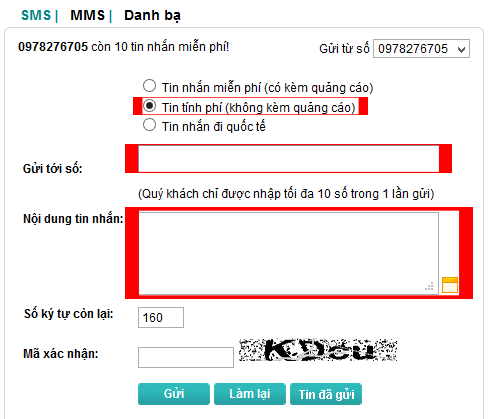 SMS | MMS | Danh bạ
0978276705 còn 10 tin nhắn miễn phí! Gửi từ số 0978276705
Tin nhắn miễn phí (có kèm quảng cáo)
Tin tính phí (không kèm quảng cáo)
Tin nhắn đi quốc tế
Gửi tới số:
(Quý khách chỉ được nhập tối đa 10 số trong 1 lần gửi)
Nội dung tin nhắn:
Số ký tự còn lại: 160
Mã xác nhận:
Gửi Làm lại Tin đã gửi